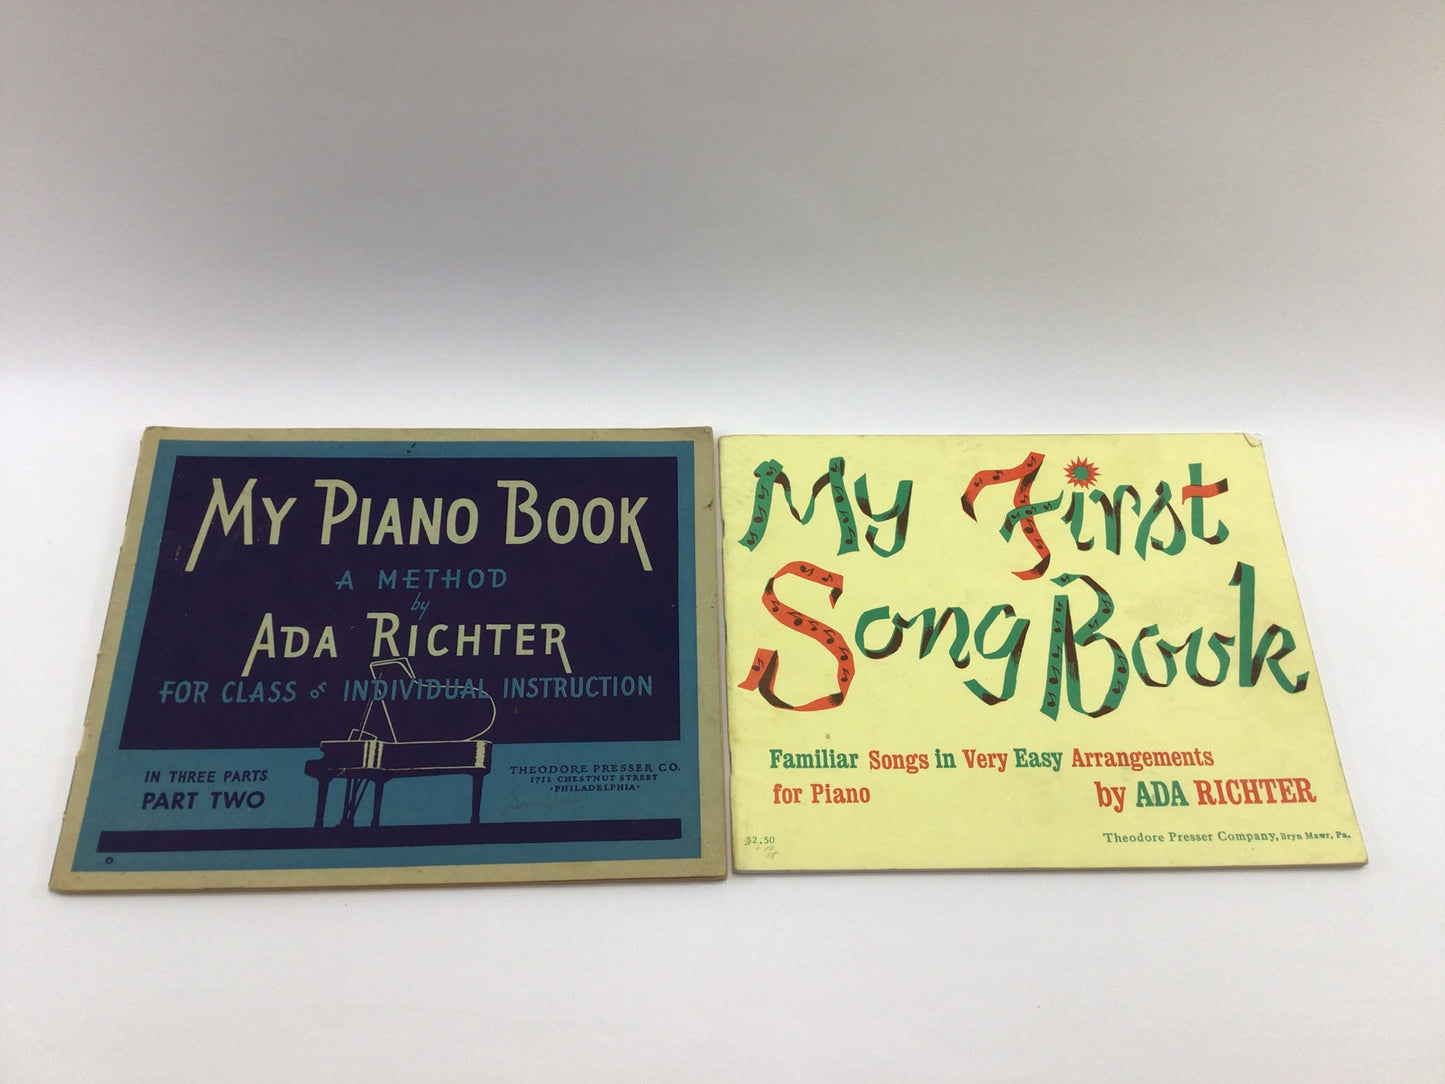 MY PIANO BOOK
A METHOD
by
ADA RICHTER
FOR CLASS or INDIVIDUAL INSTRUCTION
IN THREE PARTS
PART TWO
THEODORE PRESSER CO.
1712 CHESTNUT STREET
·PHILADELPHIA·
D
My First
Song Book
Familiar Songs in Very Easy Arrangements
for Piano
by ADA RICHTER
$2.50
Theodore Presser Company, Bryn Mawr, Pa.